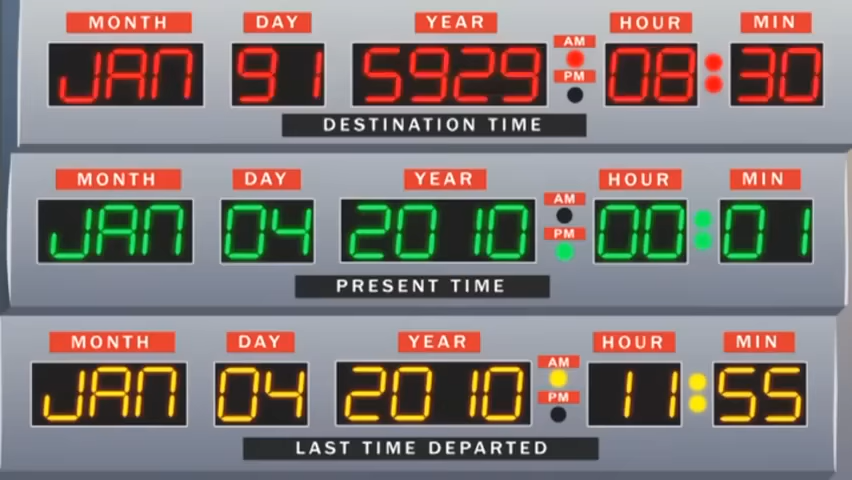 MONTH DAY YEAR AM HOUR MIN
JAN 91 5929 PM 08:30
DESTINATION TIME
MONTH DAY YEAR AM HOUR MIN
JAN 04 2010 PM 00:01
PRESENT TIME
MONTH DAY YEAR AM HOUR MIN
JAN 04 2010 PM 11:55
LAST TIME DEPARTED